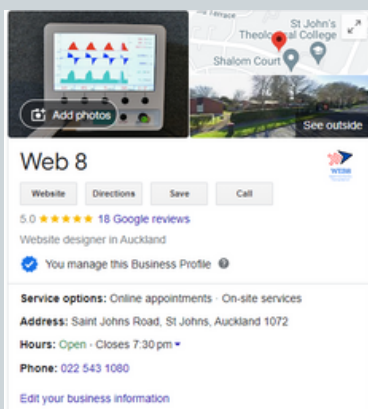 St John's
Theological College
Shalom Court
Add photos
See outside
Web 8
WEB8
Website
Directions
Save
Call
5.0 18 Google reviews
Website designer in Auckland
You manage this Business Profile
Service options: Online appointments · On-site services
Address: Saint Johns Road, St Johns, Auckland 1072
Hours: Open · Closes 7:30 pm
Phone: 022 543 1080
Edit your business information